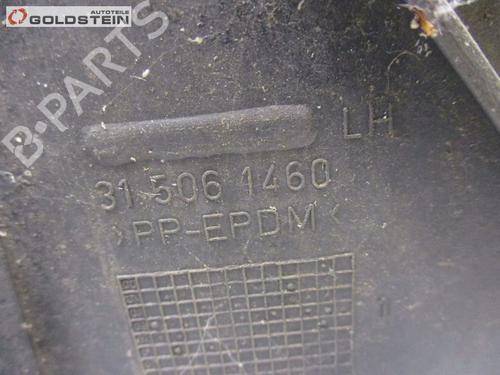 AUTOTEILE
GOLDSTEIN
B-PARTS
LH
31 506 1460
>PP-EPDM<